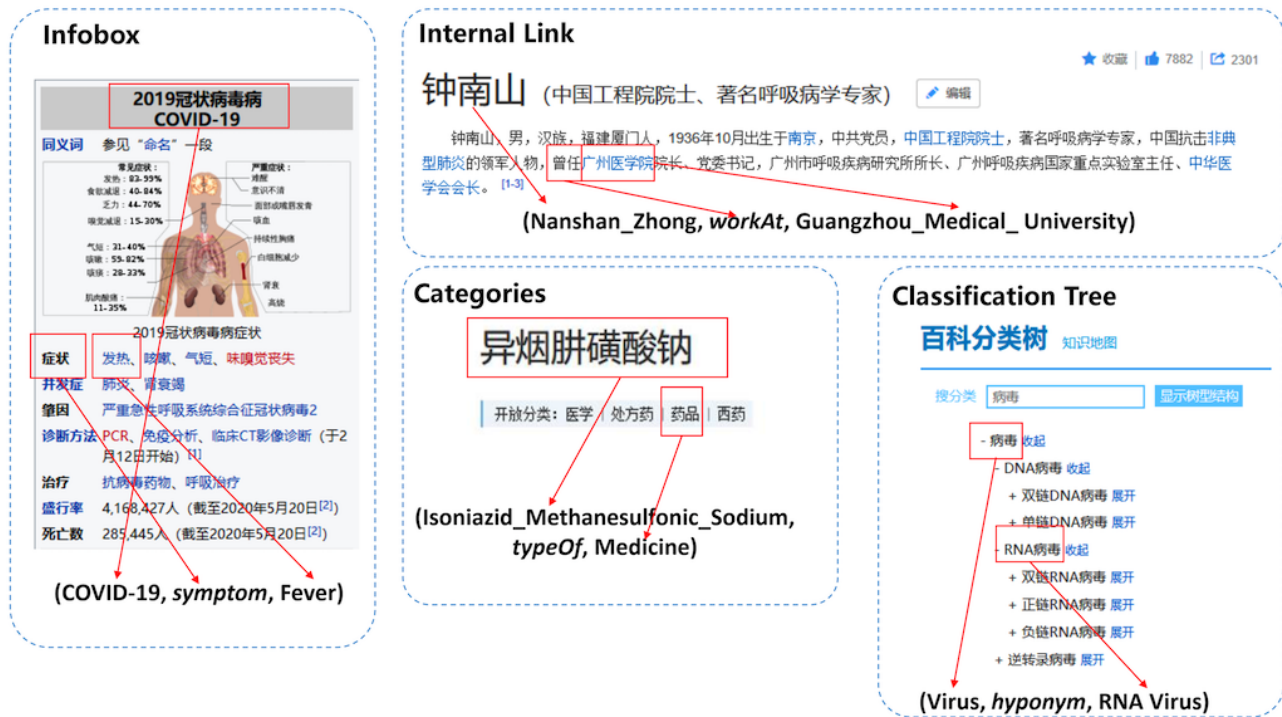 Infobox
2019冠状病毒病
COVID-19
同义词 参见 “命名” 一段
常见症状：
发热：83-99%
食欲减退：40-84%
乏力：44-70%
嗅觉减退：15-30%
气短：31-40%
咳嗽：59-82%
咳痰：28-33%
肌肉酸痛：
11-35%
严重症状：
难醒
意识不清
面部或嘴唇发青
咳血
持续性胸痛
白细胞减少
肾衰
高烧
2019冠状病毒病症状
症状 发热、咳嗽、气短、味嗅觉丧失
并发症 肺炎、肾衰竭
肇因 严重急性呼吸系统综合征冠状病毒2
诊断方法 PCR、免疫分析、临床CT影像诊断（于2
月12日开始）[1]
治疗 抗病毒药物、呼吸治疗
盛行率 4,168,427人（截至2020年5月20日[2]）
死亡数 285,445人（截至2020年5月20日[2]）
(COVID-19, symptom, Fever)
Internal Link
收藏 7882 2301
钟南山 （中国工程院院士、著名呼吸病学专家） 编辑
钟南山，男，汉族，福建厦门人，1936年10月出生于南京，中共党员，中国工程院院士，著名呼吸病学专家，中国抗击非典
型肺炎的领军人物，曾任广州医学院院长、党委书记，广州市呼吸疾病研究所所长、广州呼吸疾病国家重点实验室主任、中华医
学会会长。 [1-3]
(Nanshan_Zhong, workAt, Guangzhou_Medical_ University)
Categories
异烟肼磺酸钠
开放分类：医学 | 处方药 | 药品 | 西药
(Isoniazid_Methanesulfonic_Sodium,
typeOf, Medicine)
Classification Tree
百科分类树 知识地图
搜分类 病毒 显示树型结构
- 病毒 收起
- DNA病毒 收起
+ 双链DNA病毒 展开
+ 单链DNA病毒 展开
- RNA病毒 收起
+ 双链RNA病毒 展开
+ 正链RNA病毒 展开
+ 负链RNA病毒 展开
+ 逆转录病毒 展开
(Virus, hyponym, RNA Virus)